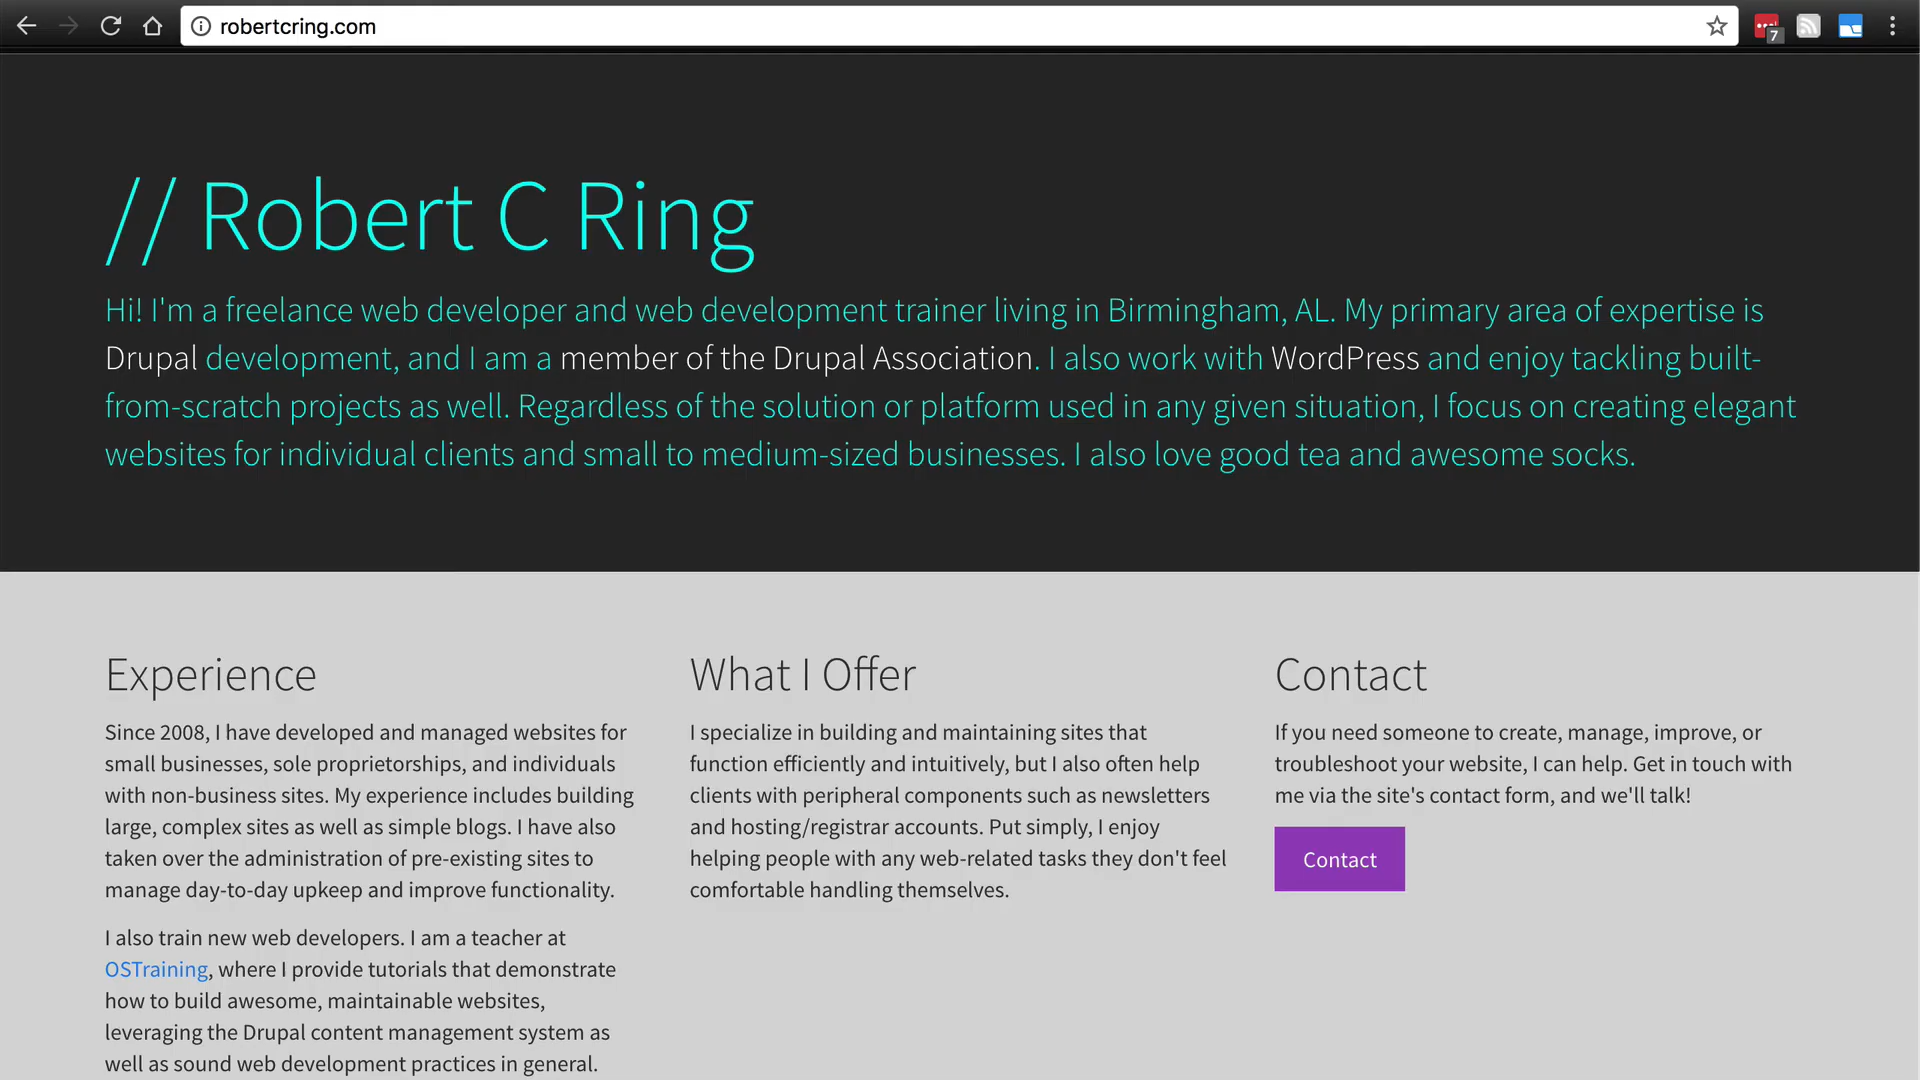 robertcring.com
7
// Robert C Ring
Hi! I'm a freelance web developer and web development trainer living in Birmingham, AL. My primary area of expertise is
Drupal development, and I am a member of the Drupal Association. I also work with WordPress and enjoy tackling built-
from-scratch projects as well. Regardless of the solution or platform used in any given situation, I focus on creating elegant
websites for individual clients and small to medium-sized businesses. I also love good tea and awesome socks.
Experience
Since 2008, I have developed and managed websites for
small businesses, sole proprietorships, and individuals
with non-business sites. My experience includes building
large, complex sites as well as simple blogs. I have also
taken over the administration of pre-existing sites to
manage day-to-day upkeep and improve functionality.
I also train new web developers. I am a teacher at
OSTraining, where I provide tutorials that demonstrate
how to build awesome, maintainable websites,
leveraging the Drupal content management system as
well as sound web development practices in general.
What I Offer
I specialize in building and maintaining sites that
function efficiently and intuitively, but I also often help
clients with peripheral components such as newsletters
and hosting/registrar accounts. Put simply, I enjoy
helping people with any web-related tasks they don't feel
comfortable handling themselves.
Contact
If you need someone to create, manage, improve, or
troubleshoot your website, I can help. Get in touch with
me via the site's contact form, and we'll talk!
Contact